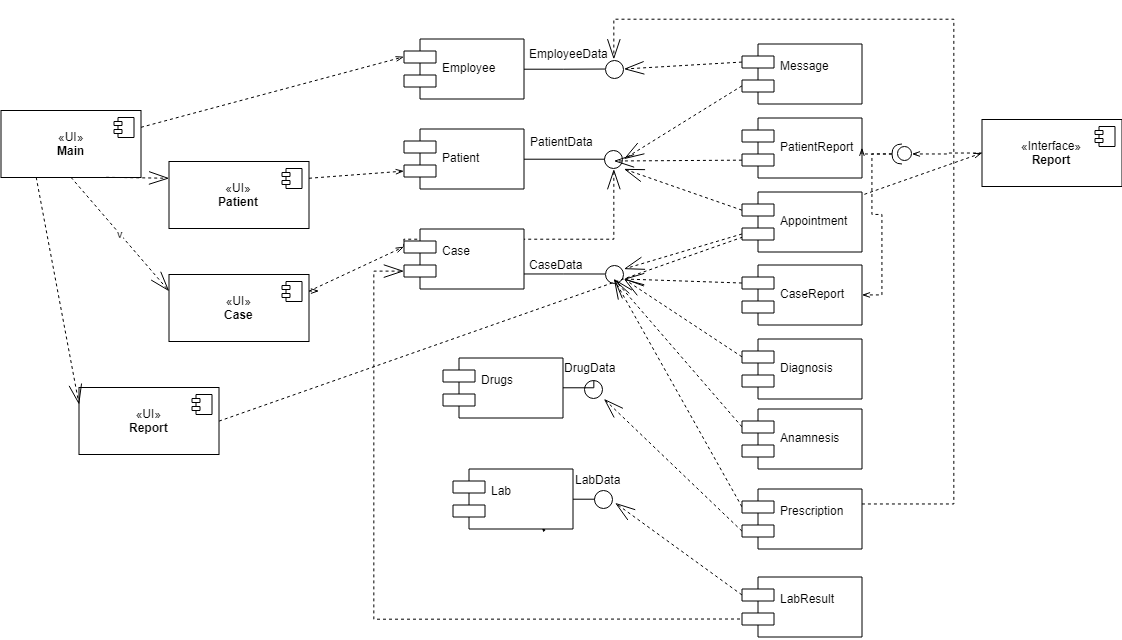 EmployeeData
Employee
Message
«UI»
Main
PatientData
Patient
PatientReport
«Interface»
Report
«UI»
Patient
Appointment
v.
Case
CaseData
«UI»
Case
CaseReport
Drugs
DrugData
Diagnosis
«UI»
Report
Anamnesis
Lab
LabData
Prescription
LabResult